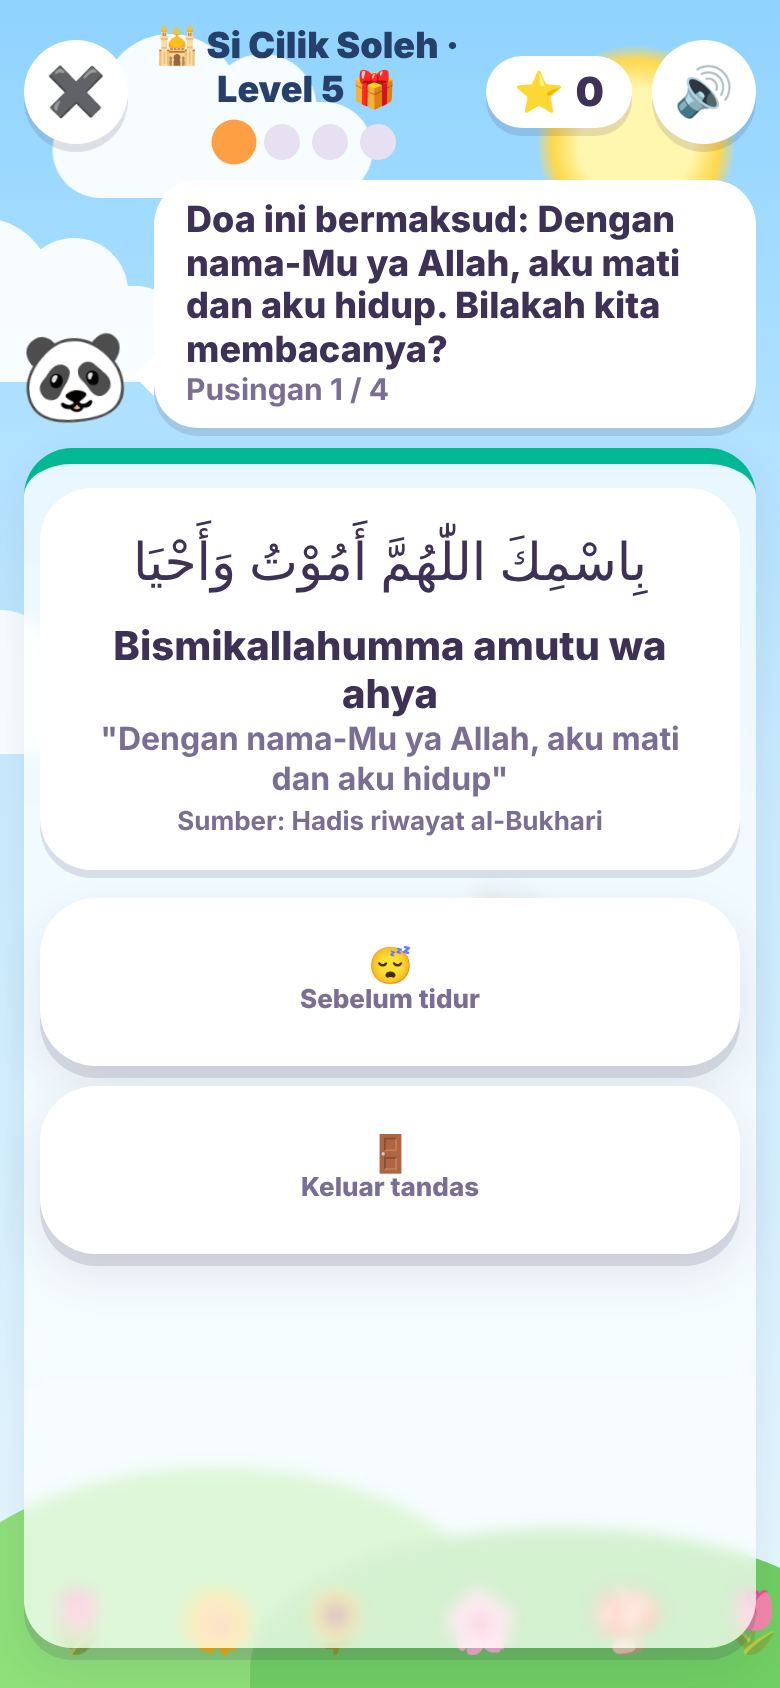 🕌 Si Cilik Soleh ·
Level 5 🎁
⭐ 0
Doa ini bermaksud: Dengan
nama-Mu ya Allah, aku mati
dan aku hidup. Bilakah kita
membacanya?
Pusingan 1 / 4
بِاسْمِكَ اللّٰهُمَّ أَمُوْتُ وَأَحْيَا
Bismikallahumma amutu wa
ahya
"Dengan nama-Mu ya Allah, aku mati
dan aku hidup"
Sumber: Hadis riwayat al-Bukhari
Sebelum tidur
Keluar tandas